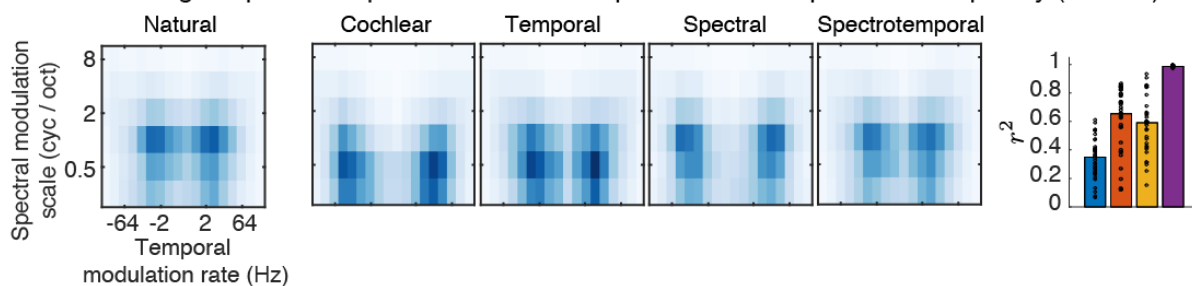 Natural
Cochlear
Temporal
Spectral
Spectrotemporal
Spectral modulation
scale (cyc / oct)
8
2
0.5
-64 -2 2 64
Temporal
modulation rate (Hz)
r²
1
0.8
0.6
0.4
0.2
0